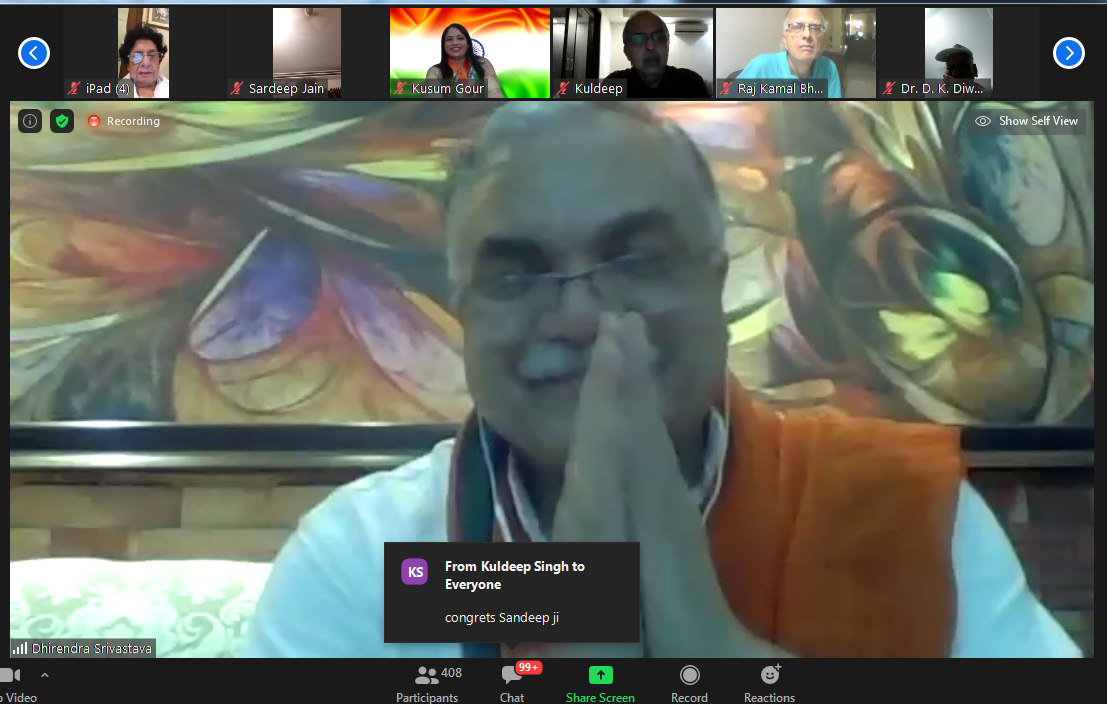 iPad (4)
Sardeep Jain
Kusum Gour
Kuldeep
Raj Kamal Bh...
Dr. D. K. Diw...
Recording
Show Self View
KS
From Kuldeep Singh to
Everyone
congrets Sandeep ji
Dhirendra Srivastava
408
99+
Video
Participants
Chat
Share Screen
Record
Reactions